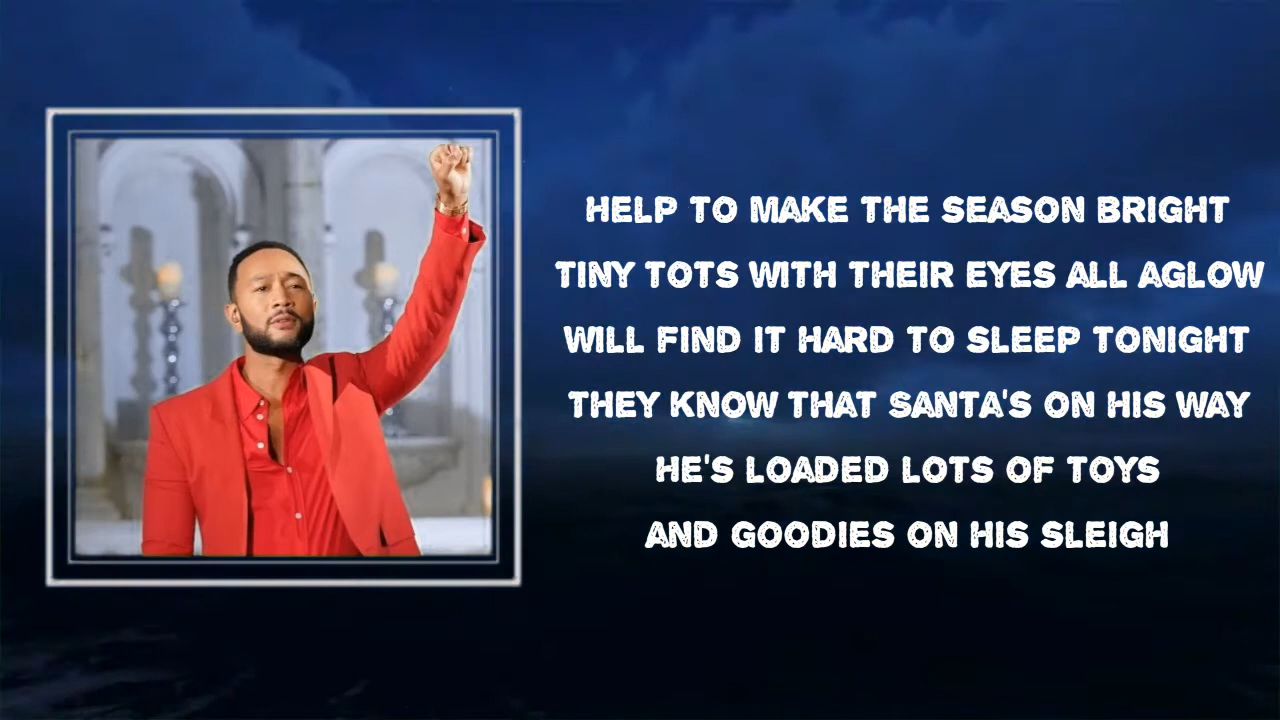 HELP TO MAKE THE SEASON BRIGHT
TINY TOTS WITH THEIR EYES ALL AGLOW
WILL FIND IT HARD TO SLEEP TONIGHT
THEY KNOW THAT SANTA'S ON HIS WAY
HE'S LOADED LOTS OF TOYS
AND GOODIES ON HIS SLEIGH